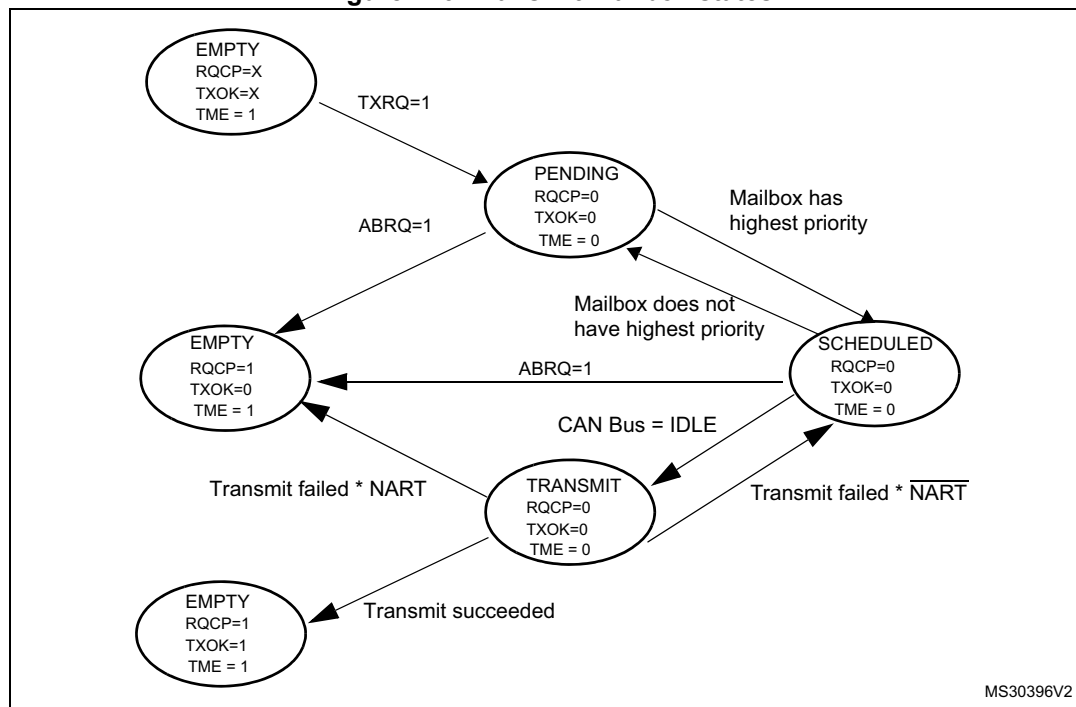 EMPTY
RQCP=X
TXOK=X
TME = 1
TXRQ=1
PENDING
RQCP=0
TXOK=0
TME = 0
Mailbox has
highest priority
ABRQ=1
Mailbox does not
have highest priority
EMPTY
RQCP=1
TXOK=0
TME = 1
ABRQ=1
SCHEDULED
RQCP=0
TXOK=0
TME = 0
CAN Bus = IDLE
Transmit failed * NART
TRANSMIT
RQCP=0
TXOK=0
TME = 0
Transmit failed * N̅A̅R̅T̅
EMPTY
RQCP=1
TXOK=1
TME = 1
Transmit succeeded
MS30396V2